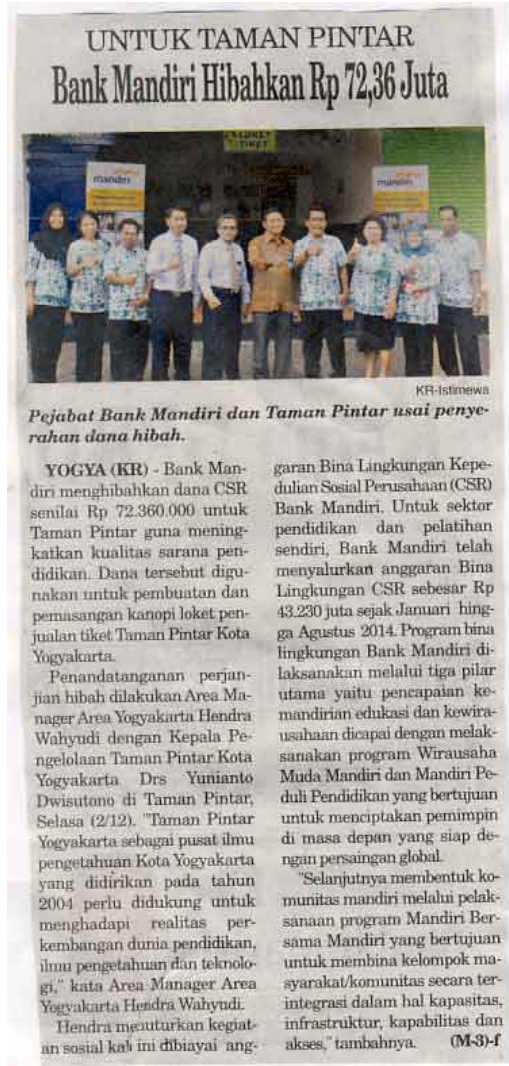 UNTUK TAMAN PINTAR
Bank Mandiri Hibahkan Rp 72,36 Juta
LOKET
TIKET
mandiri
mandiri
KR-Istimewa
Pejabat Bank Mandiri dan Taman Pintar usai penye-
rahan dana hibah.
YOGYA (KR) - Bank Man-
diri menghibahkan dana CSR
senilai Rp 72.360.000 untuk
Taman Pintar guna mening-
katkan kualitas sarana pen-
didikan. Dana tersebut digu-
nakan untuk pembuatan dan
pemasangan kanopi loket pen-
jualan tiket Taman Pintar Kota
Yogyakarta.
Penandatanganan perjan-
jian hibah dilakukan Area Ma-
nager Area Yogyakarta Hendra
Wahyudi dengan Kepala Pe-
ngelolaan Taman Pintar Kota
Yogyakarta Drs Yunianto
Dwisutono di Taman Pintar,
Selasa (2/12). "Taman Pintar
Yogyakarta sebagai pusat ilmu
pengetahuan Kota Yogyakarta
yang didirikan pada tahun
2004 perlu didukung untuk
menghadapi realitas per-
kembangan dunia pendidikan,
ilmu pengetahuan dan teknolo-
gi," kata Area Manager Area
Yogyakarta Hendra Wahyudi.
Hendra menuturkan kegiat-
an sosial kali ini dibiayai ang-
garan Bina Lingkungan Kepe-
dulian Sosial Perusahaan (CSR)
Bank Mandiri. Untuk sektor
pendidikan dan pelatihan
sendiri, Bank Mandiri telah
menyalurkan anggaran Bina
Lingkungan CSR sebesar Rp
43.230 juta sejak Januari hing-
ga Agustus 2014. Program bina
lingkungan Bank Mandiri di-
laksanakan melalui tiga pilar
utama yaitu pencapaian ke-
mandirian edukasi dan kewira-
usahaan dicapai dengan melak-
sanakan program Wirausaha
Muda Mandiri dan Mandiri Pe-
duli Pendidikan yang bertujuan
untuk menciptakan pemimpin
di masa depan yang siap de-
ngan persaingan global.
"Selanjutnya membentuk ko-
munitas mandiri melalui pelak-
sanaan program Mandiri Ber-
sama Mandiri yang bertujuan
untuk membina kelompok ma-
syarakat/komunitas secara ter-
integrasi dalam hal kapasitas,
infrastruktur, kapabilitas dan
akses," tambahnya. (M-3)-f